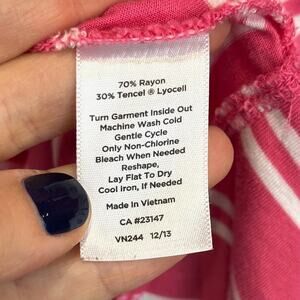 70% Rayon
30% Tencel ® Lyocell
Turn Garment Inside Out
Machine Wash Cold
Gentle Cycle
Only Non-Chlorine
Bleach When Needed
Reshape,
Lay Flat To Dry
Cool iron, If Needed
Made In Vietnam
CA #23147
VN244 12/13